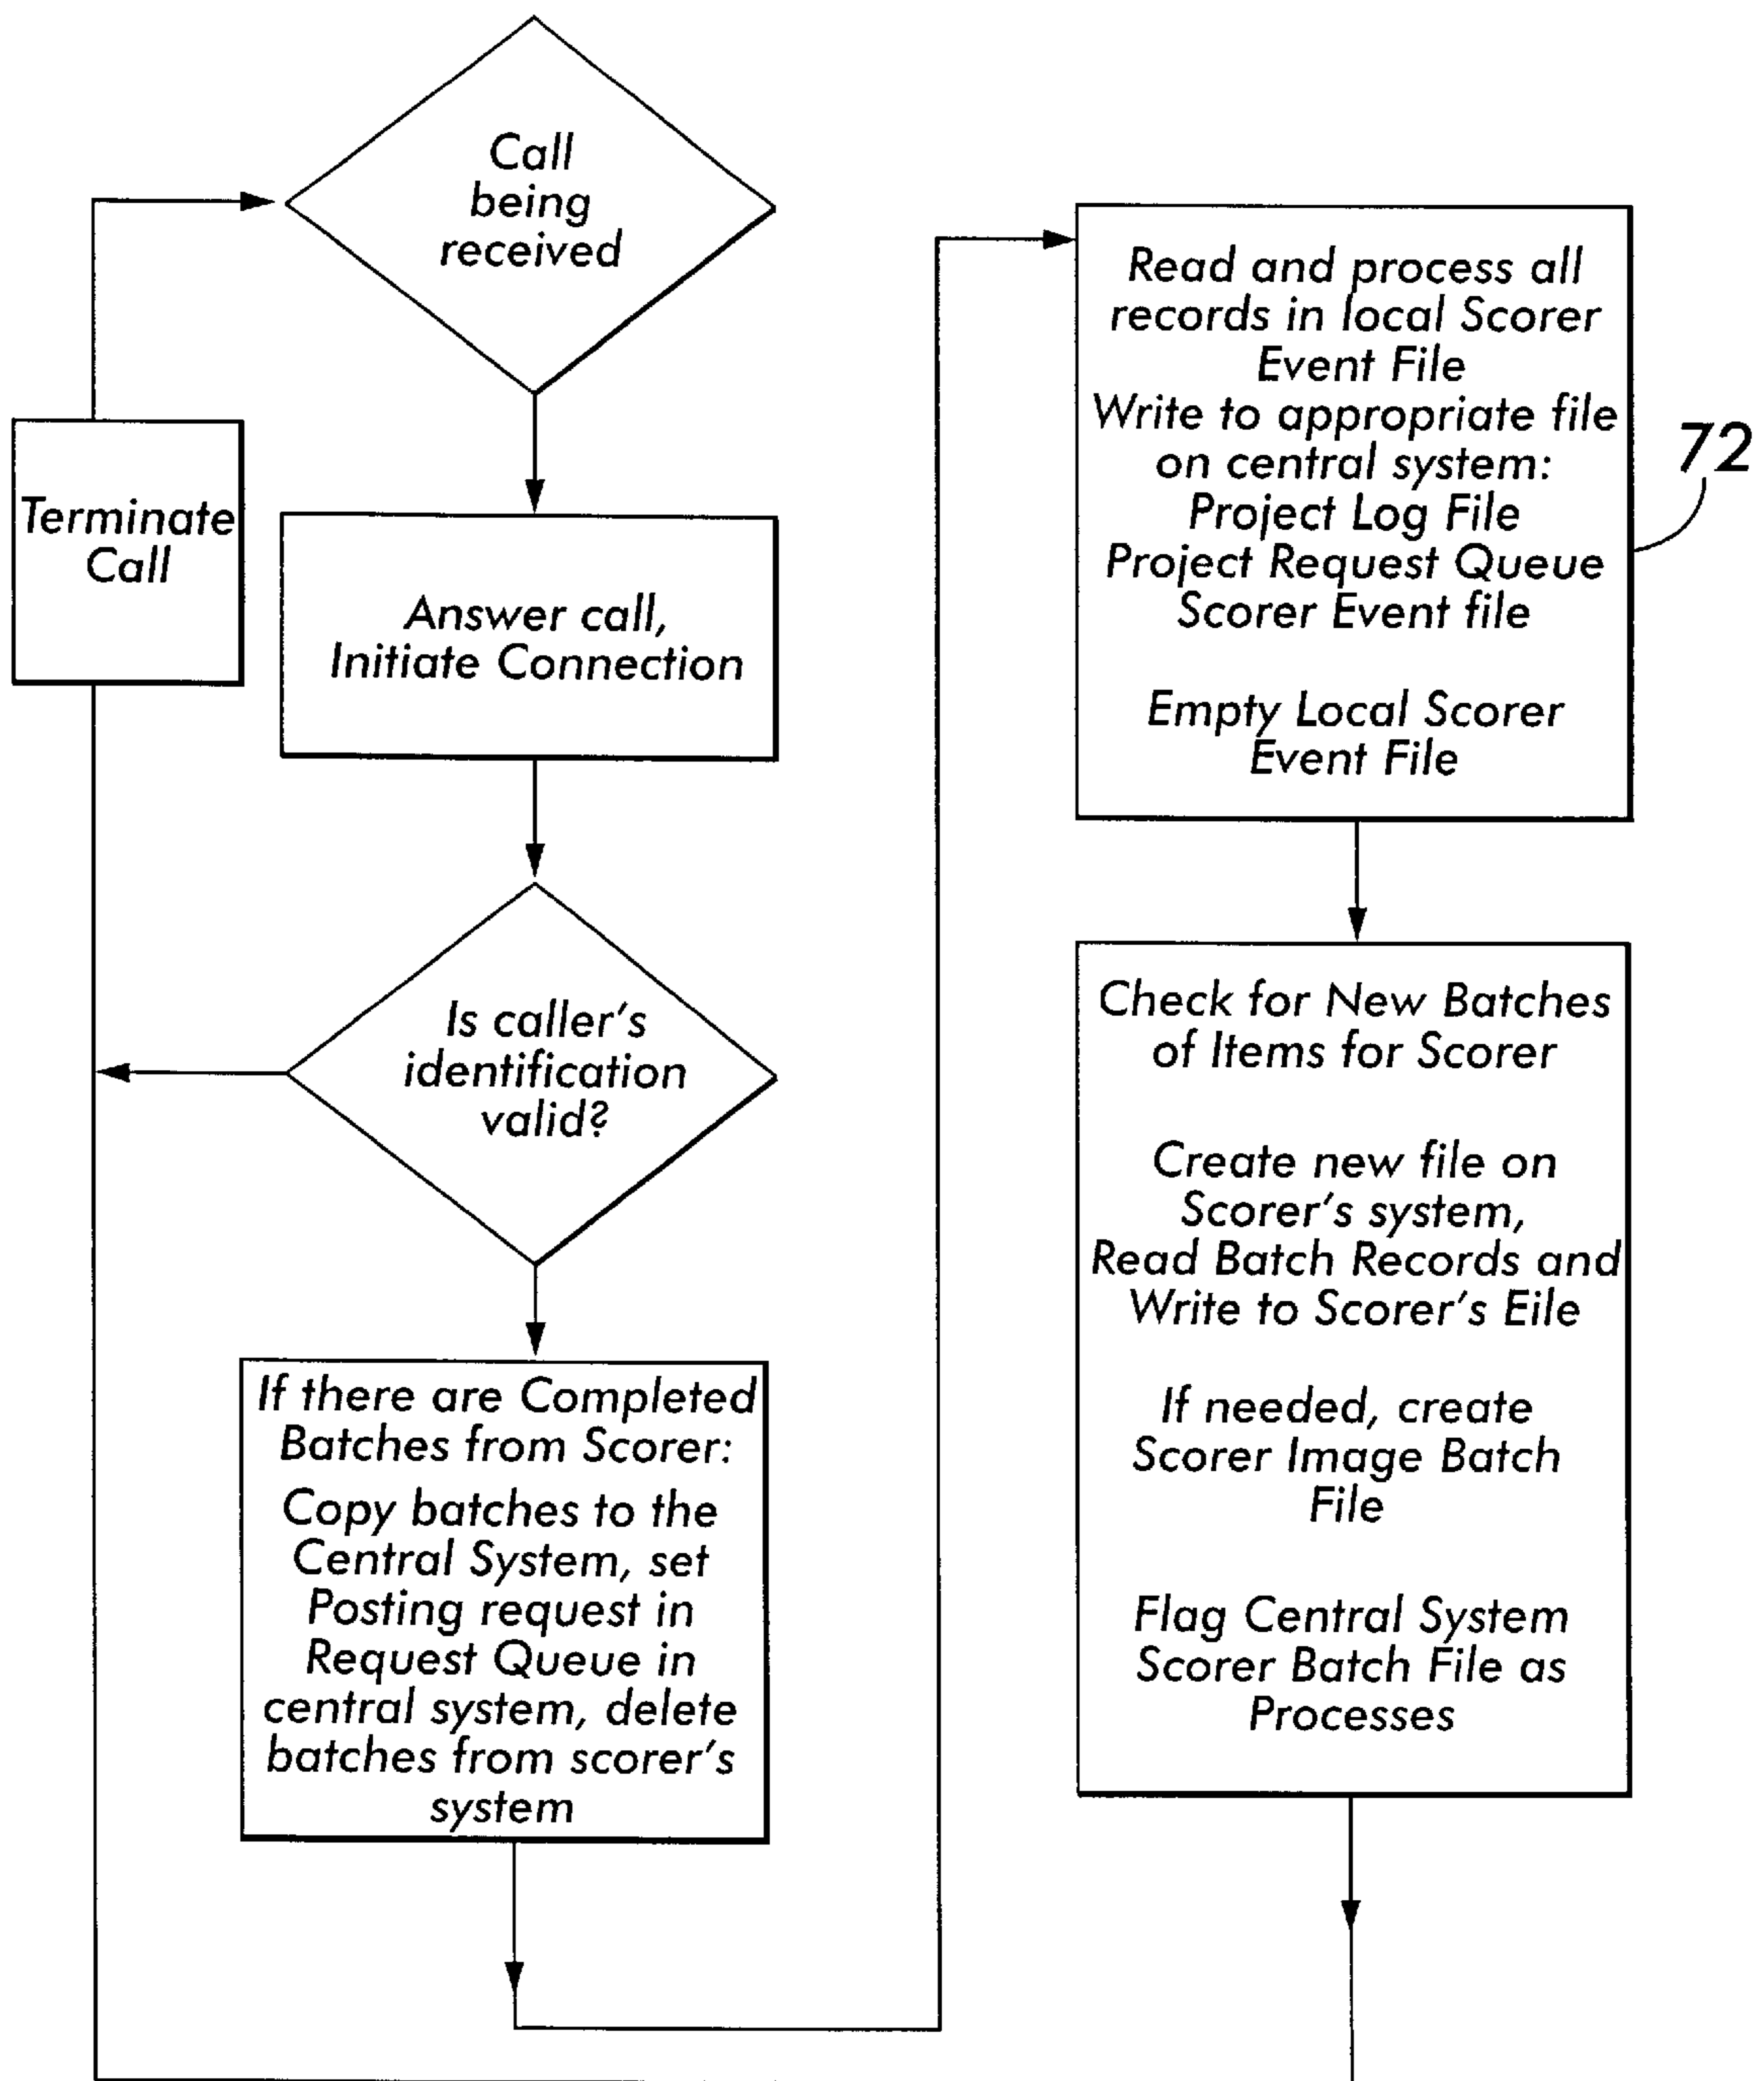 Call
being
received
Terminate
Call
Answer call,
Initiate Connection
Is caller's
identification
valid?
If there are Completed
Batches from Scorer:
Copy batches to the
Central System, set
Posting request in
Request Queue in
central system, delete
batches from scorer's
system
Read and process all
records in local Scorer
Event File
Write to appropriate file
on central system:
Project Log File
Project Request Queue
Scorer Event file
Empty Local Scorer
Event File
72
Check for New Batches
of Items for Scorer
Create new file on
Scorer's system,
Read Batch Records and
Write to Scorer's Eile
If needed, create
Scorer Image Batch
File
Flag Central System
Scorer Batch File as
Processes